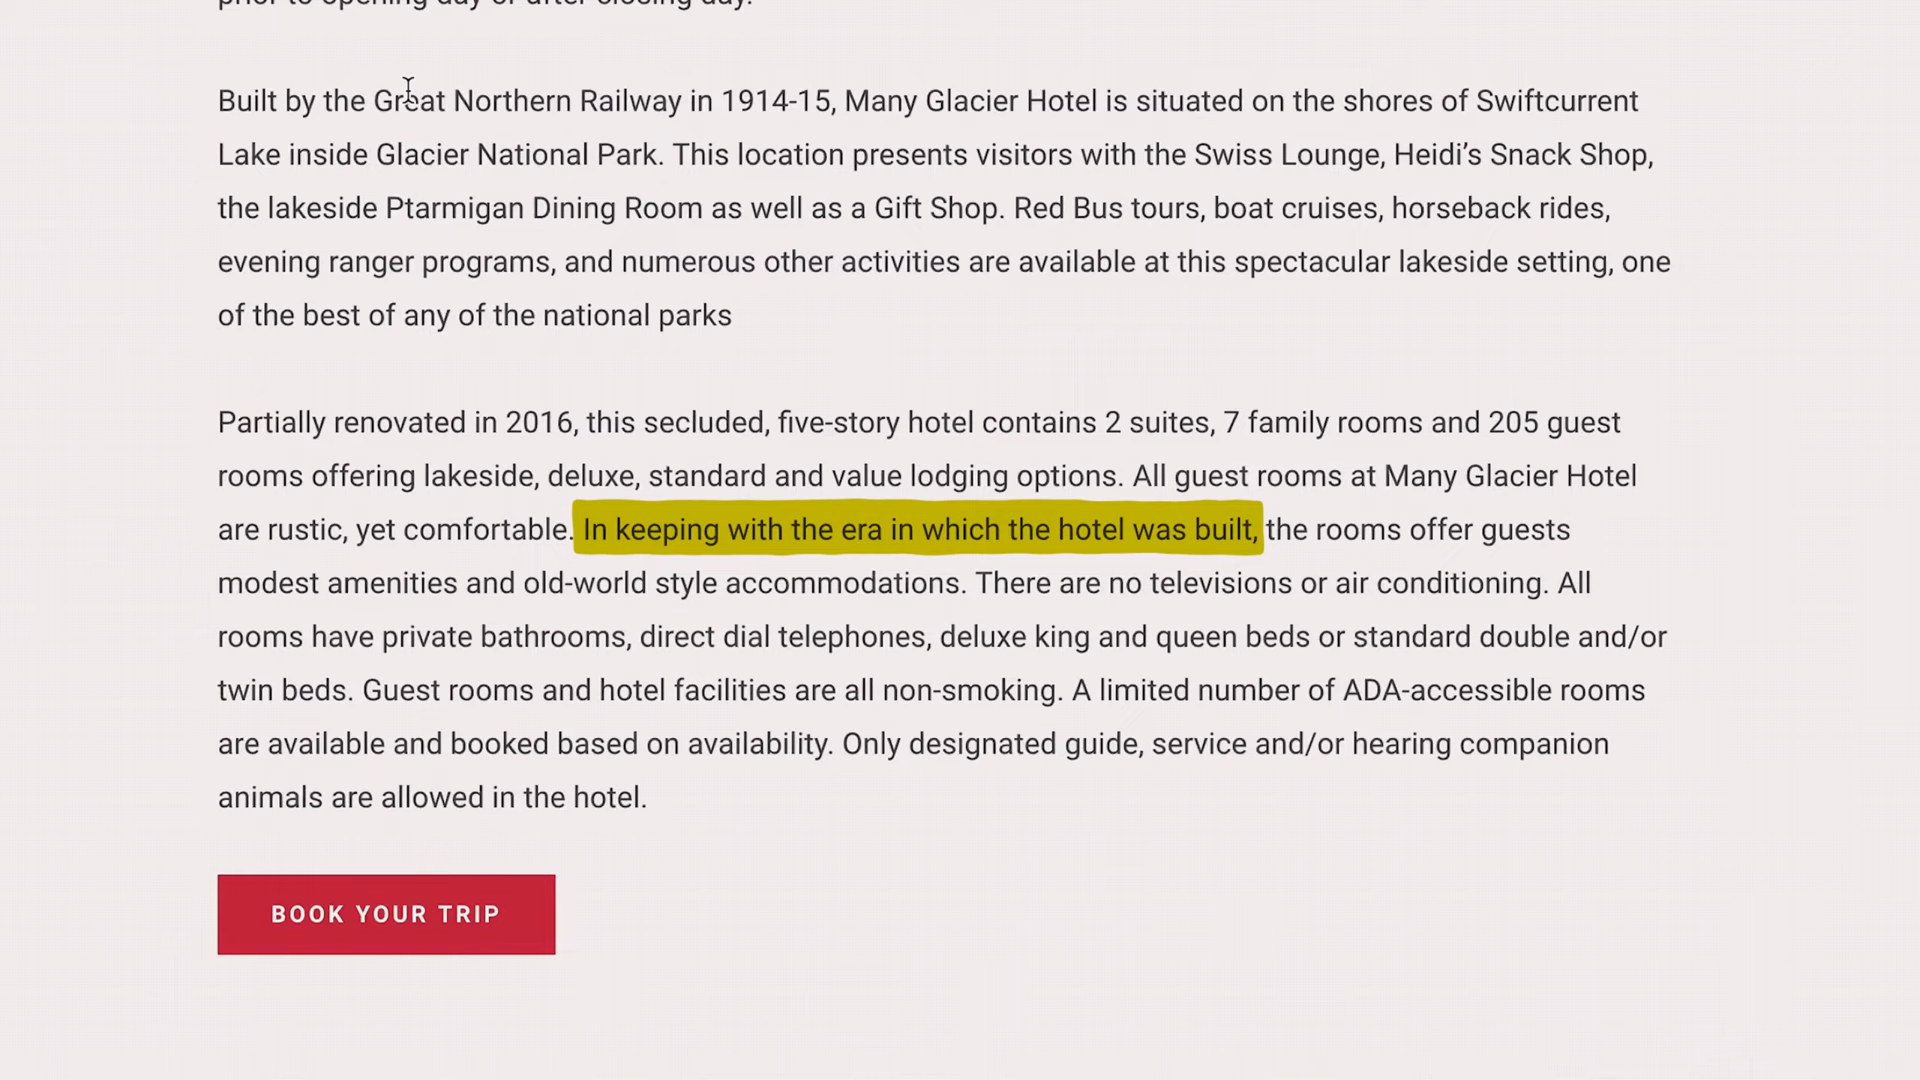 prior to opening day or after closing day.
Built by the Great Northern Railway in 1914-15, Many Glacier Hotel is situated on the shores of Swiftcurrent
Lake inside Glacier National Park. This location presents visitors with the Swiss Lounge, Heidi’s Snack Shop,
the lakeside Ptarmigan Dining Room as well as a Gift Shop. Red Bus tours, boat cruises, horseback rides,
evening ranger programs, and numerous other activities are available at this spectacular lakeside setting, one
of the best of any of the national parks
Partially renovated in 2016, this secluded, five-story hotel contains 2 suites, 7 family rooms and 205 guest
rooms offering lakeside, deluxe, standard and value lodging options. All guest rooms at Many Glacier Hotel
are rustic, yet comfortable. In keeping with the era in which the hotel was built, the rooms offer guests
modest amenities and old-world style accommodations. There are no televisions or air conditioning. All
rooms have private bathrooms, direct dial telephones, deluxe king and queen beds or standard double and/or
twin beds. Guest rooms and hotel facilities are all non-smoking. A limited number of ADA-accessible rooms
are available and booked based on availability. Only designated guide, service and/or hearing companion
animals are allowed in the hotel.
BOOK YOUR TRIP